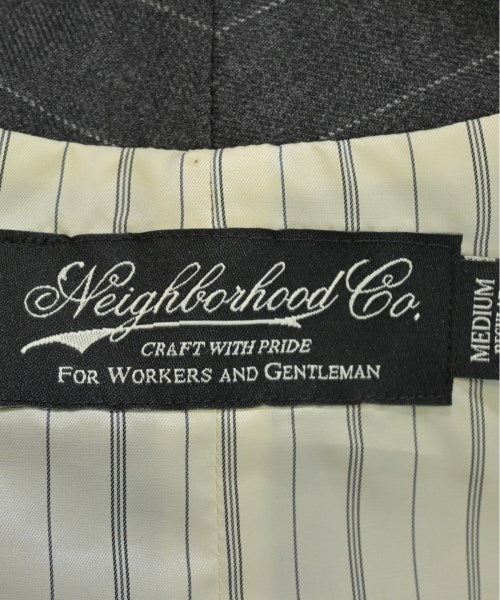 Neighborhood Co.
CRAFT WITH PRIDE
FOR WORKERS AND GENTLEMAN
MEDIUM